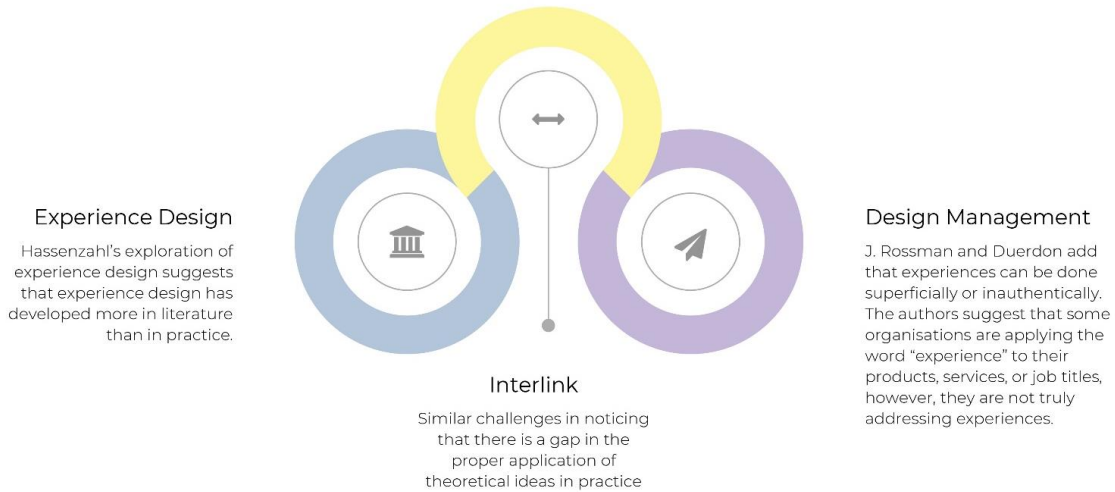 Experience Design
Hassenzahl's exploration of
experience design suggests
that experience design has
developed more in literature
than in practice.
Interlink
Similar challenges in noticing
that there is a gap in the
proper application of
theoretical ideas in practice
Design Management
J. Rossman and Duerdon add
that experiences can be done
superficially or inauthentically.
The authors suggest that some
organisations are applying the
word “experience” to their
products, services, or job titles,
however, they are not truly
addressing experiences.